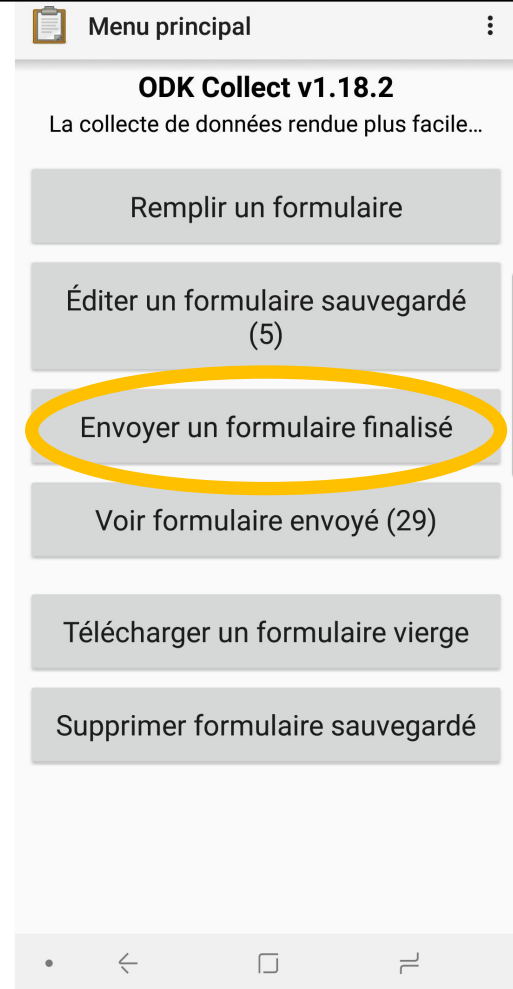 Menu principal
ODK Collect v1.18.2
La collecte de données rendue plus facile...
Remplir un formulaire
Éditer un formulaire sauvegardé
(5)
Envoyer un formulaire finalisé
Voir formulaire envoyé (29)
Télécharger un formulaire vierge
Supprimer formulaire sauvegardé